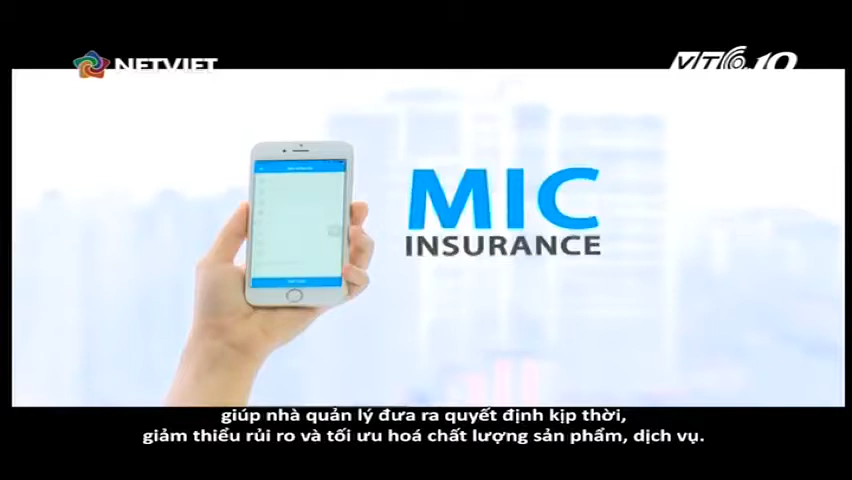 NETVIET
VTC10
MIC
INSURANCE
giúp nhà quản lý đưa ra quyết định kịp thời,
giảm thiểu rủi ro và tối ưu hoá chất lượng sản phẩm, dịch vụ.